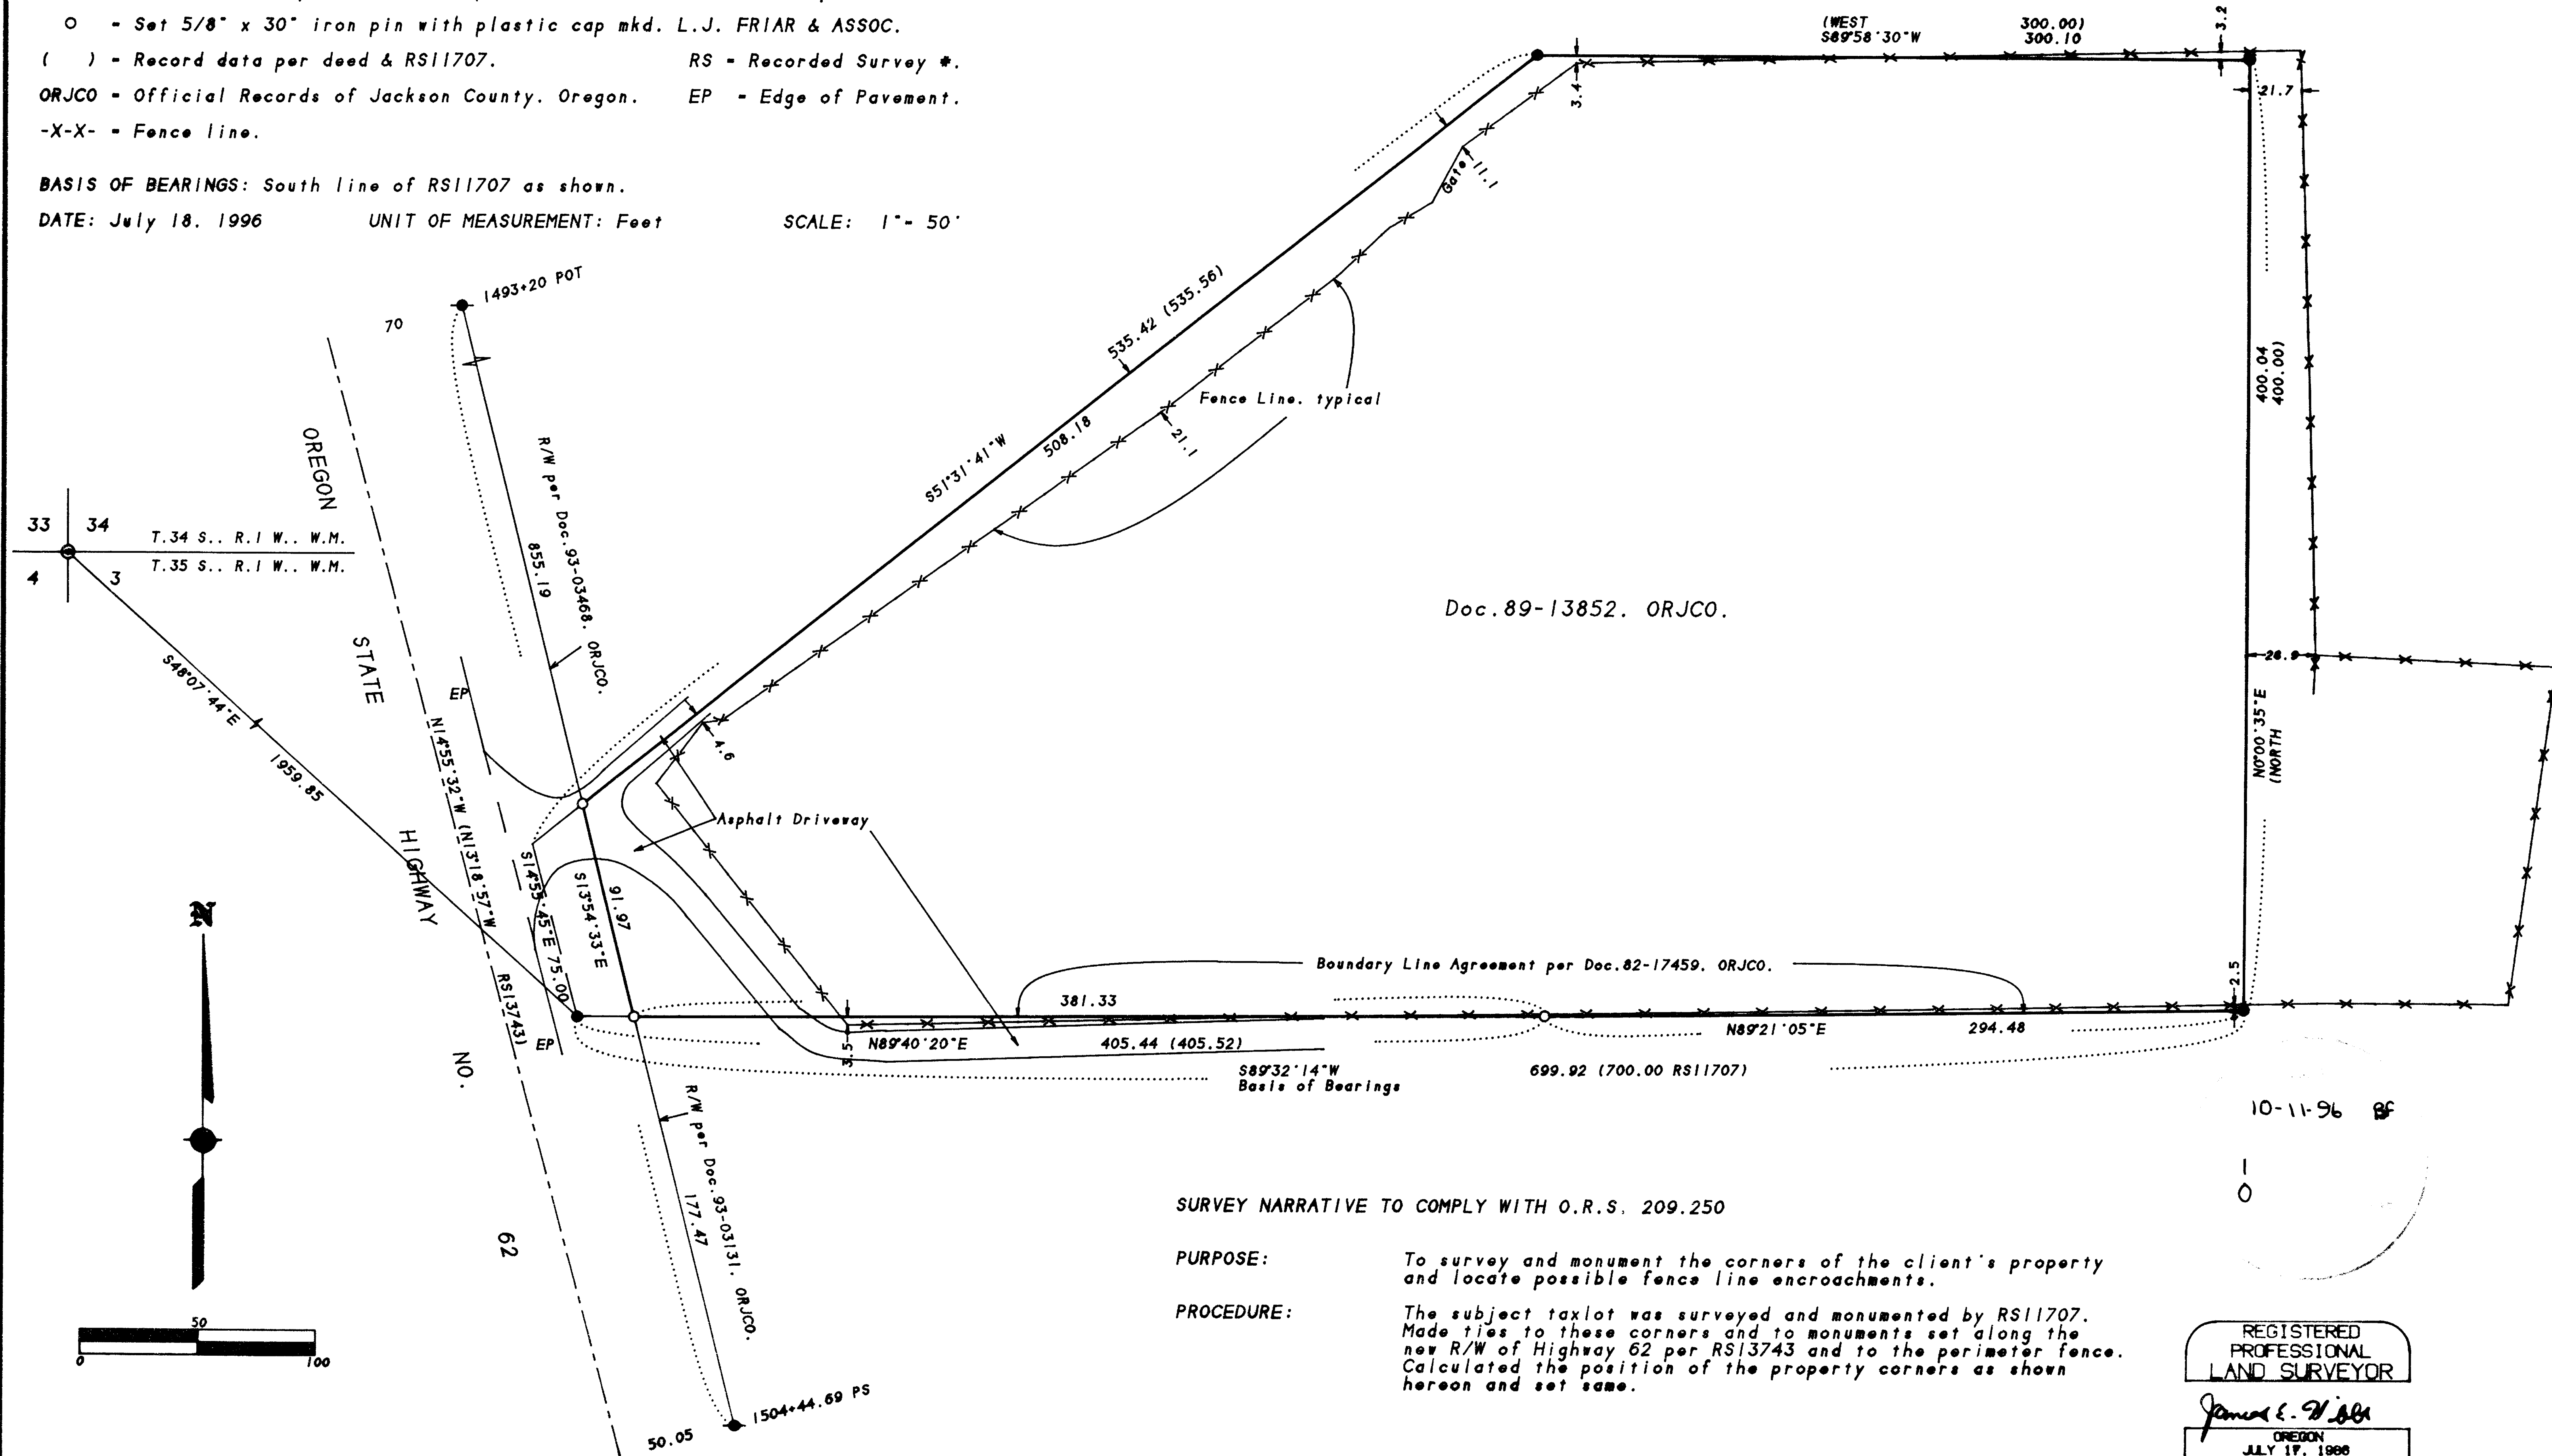 O - Set 5/8" x 30" iron pin with plastic cap mkd. L.J. FRIAR & ASSOC.
( ) = Record data per deed & RS11707. RS = Recorded Survey #.
ORJCO = Official Records of Jackson County. Oregon. EP = Edge of Pavement.
-X-X- = Fence line.
BASIS OF BEARINGS: South line of RS11707 as shown.
DATE: July 18. 1996 UNIT OF MEASUREMENT: Feet SCALE: 1"= 50'
(WEST 300.00)
S89°58'30"W 300.10
3.2
3.4
21.7
Gate
11.1
1493+20 POT
70
535.42 (535.56)
400.04
400.00)
Fence Line. typical
S51°31'41"W
508.18
21.1
OREGON
R/W per Doc.93-03468. ORJCO.
855.19
33 34
T.34 S.. R.1 W.. W.M.
T.35 S.. R.1 W.. W.M.
4 3
Doc.89-13852. ORJCO.
STATE
S48°07'44"E
1959.85
EP
26.9
N0°00'35"E
(NORTH
N14°55'32"W (N13°18'57"W
RS13743)
4.6
Asphalt Driveway
HIGHWAY
S14°55'45"E 75.00
S13°54'33"E
91.97
N
Boundary Line Agreement per Doc.82-17459. ORJCO.
2.5
381.33
EP
3.5
N89°40'20"E 405.44 (405.52)
N89°21'05"E 294.48
S89°32'14"W 699.92 (700.00 RS11707)
Basis of Bearings
NO.
10-11-96 BF
R/W per Doc.93-03131. ORJCO.
177.47
62
SURVEY NARRATIVE TO COMPLY WITH O.R.S. 209.250
PURPOSE: To survey and monument the corners of the client's property
and locate possible fence line encroachments.
PROCEDURE: The subject taxlot was surveyed and monumented by RS11707.
Made ties to these corners and to monuments set along the
new R/W of Highway 62 per RS13743 and to the perimeter fence.
Calculated the position of the property corners as shown
hereon and set same.
50
0 100
1504+44.69 PS
50.05
REGISTERED
PROFESSIONAL
LAND SURVEYOR
James E. Hibbs
OREGON
JULY 17, 1986